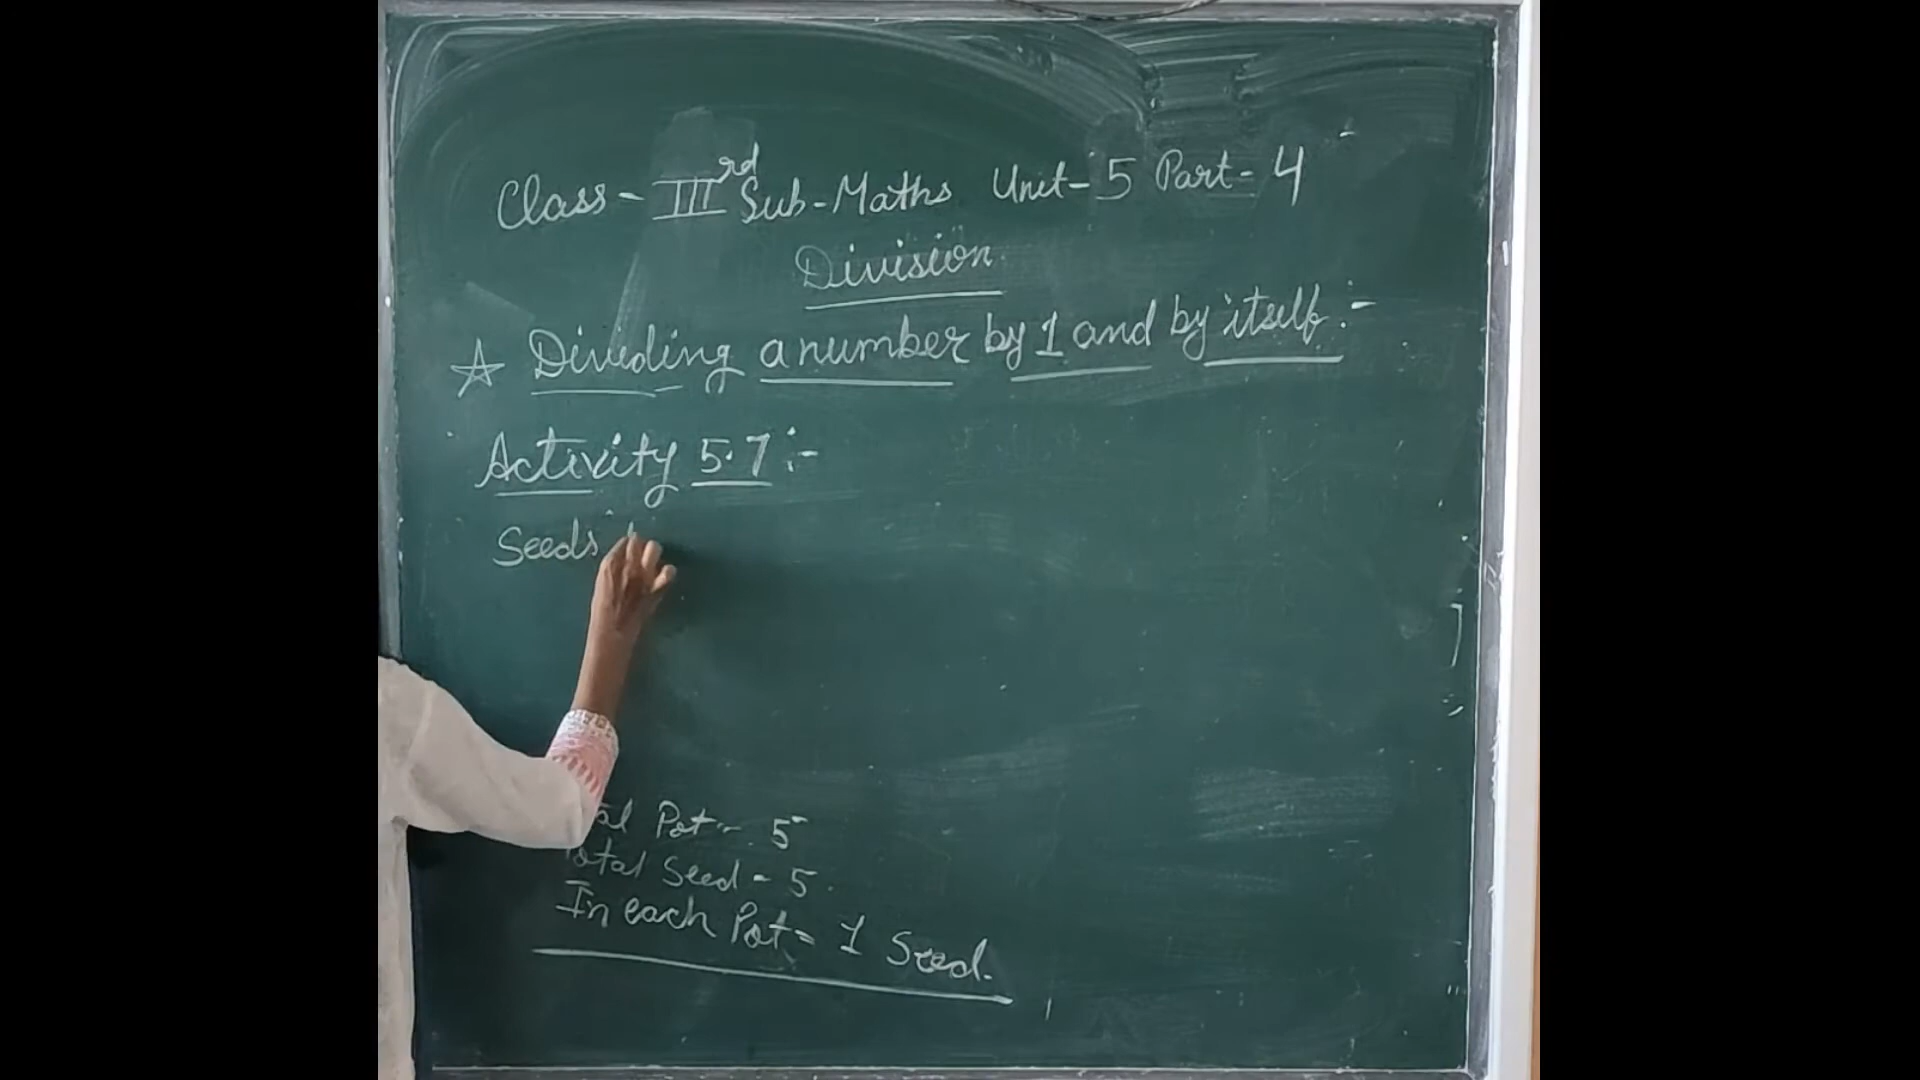 Class - III rd Sub - Maths Unit - 5 Part - 4
Division
☆ Dividing a number by 1 and by itself :-
Activity 5.7 :-
Seeds
Pot - 5
Total Seed - 5.
In each Pot = 1 Seed.